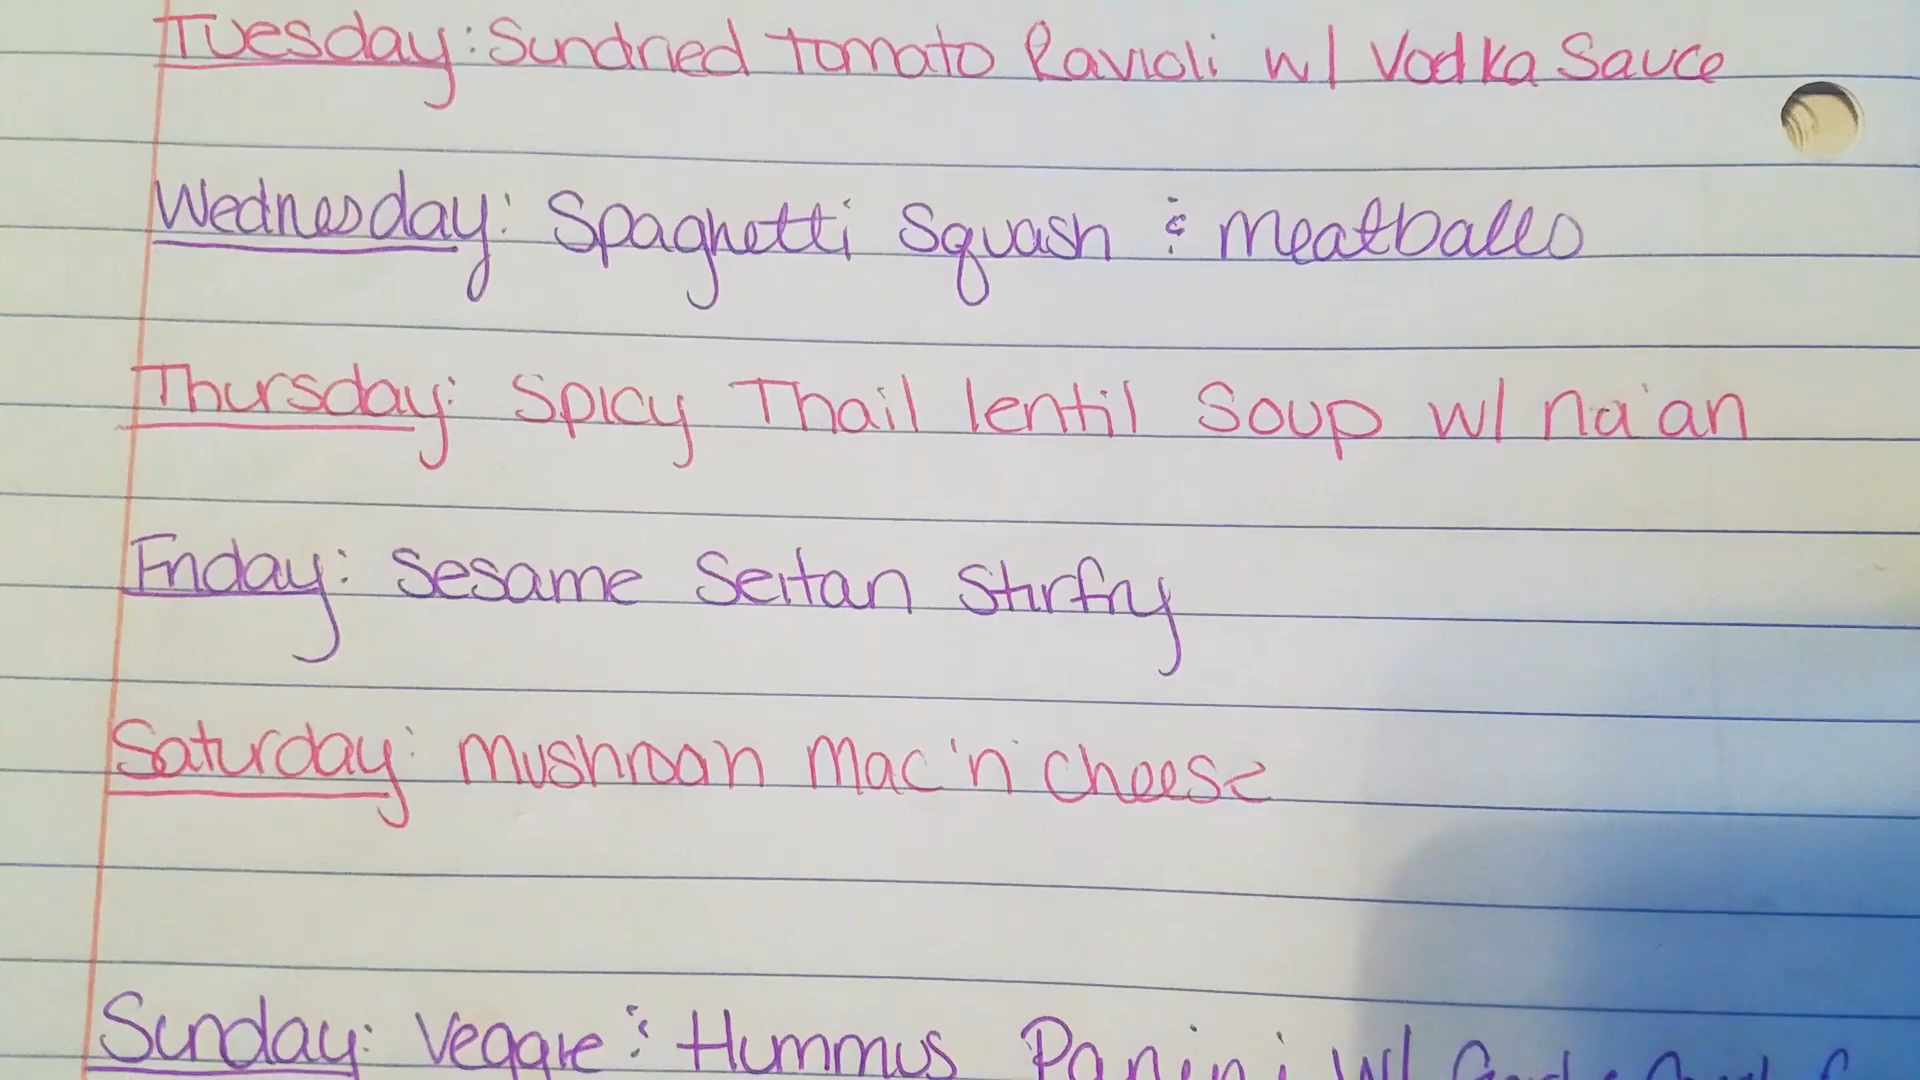 Tuesday: Sundried tomato Ravioli w/ Vodka Sauce
Wednesday: Spaghetti Squash & meatballs
Thursday: Spicy Thail lentil Soup w/ na'an
Friday: Sesame Seitan Stirfry
Saturday: Mushroom Mac 'n' Cheese
Sunday: Veggie & Hummus Panini w/